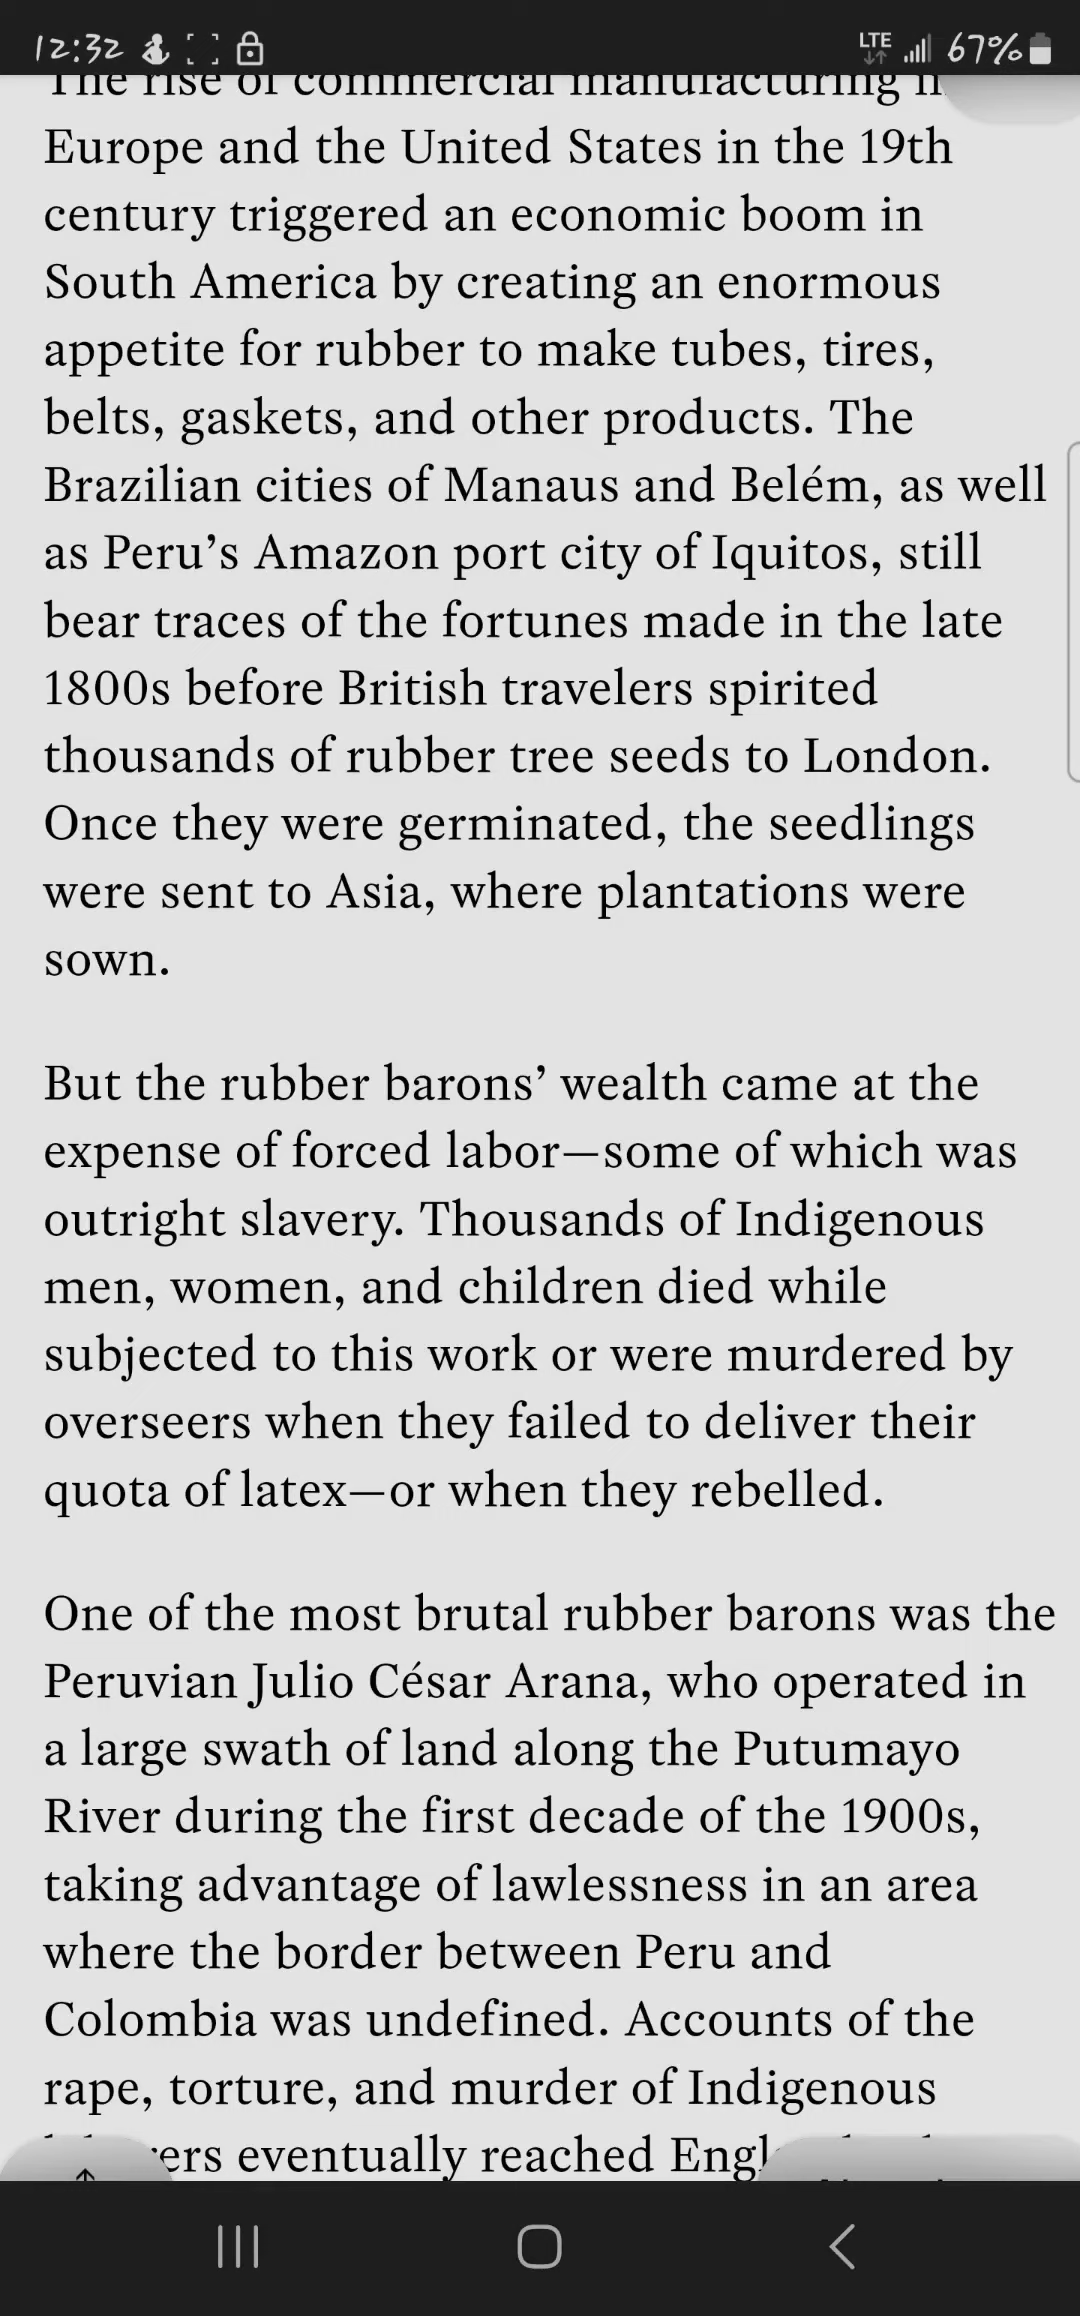 12:32
LTE
67%
The rise of commercial manufacturing in
Europe and the United States in the 19th
century triggered an economic boom in
South America by creating an enormous
appetite for rubber to make tubes, tires,
belts, gaskets, and other products. The
Brazilian cities of Manaus and Belém, as well
as Peru’s Amazon port city of Iquitos, still
bear traces of the fortunes made in the late
1800s before British travelers spirited
thousands of rubber tree seeds to London.
Once they were germinated, the seedlings
were sent to Asia, where plantations were
sown.
But the rubber barons’ wealth came at the
expense of forced labor—some of which was
outright slavery. Thousands of Indigenous
men, women, and children died while
subjected to this work or were murdered by
overseers when they failed to deliver their
quota of latex—or when they rebelled.
One of the most brutal rubber barons was the
Peruvian Julio César Arana, who operated in
a large swath of land along the Putumayo
River during the first decade of the 1900s,
taking advantage of lawlessness in an area
where the border between Peru and
Colombia was undefined. Accounts of the
rape, torture, and murder of Indigenous
eventually reached